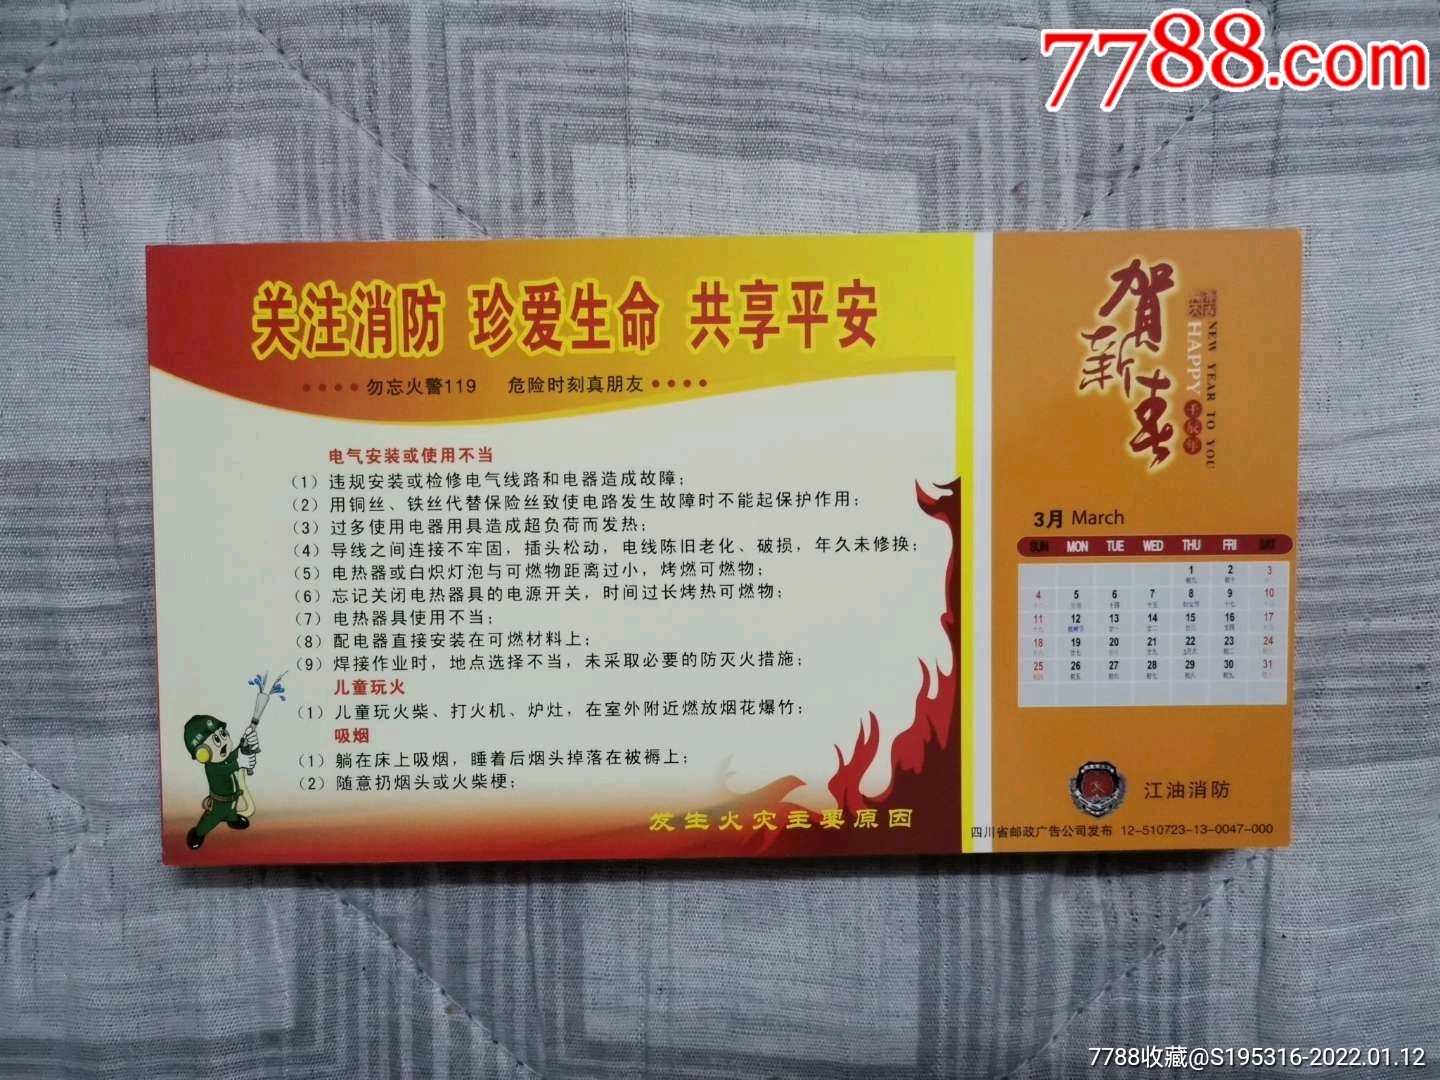 7788.com
关注消防 珍爱生命 共享平安
勿忘火警119 危险时刻真朋友
电气安装或使用不当
（1）违规安装或检修电气线路和电器造成故障；
（2）用铜丝、铁丝代替保险丝致使电路发生故障时不能起保护作用；
（3）过多使用电器用具造成超负荷而发热；
（4）导线之间连接不牢固，插头松动，电线陈旧老化、破损，年久未修换；
（5）电热器或白炽灯泡与可燃物距离过小，烤燃可燃物；
（6）忘记关闭电热器具的电源开关，时间过长烤热可燃物；
（7）电热器具使用不当；
（8）配电器直接安装在可燃材料上；
（9）焊接作业时，地点选择不当，未采取必要的防灭火措施；
儿童玩火
（1）儿童玩火柴、打火机、炉灶，在室外附近燃放烟花爆竹；
吸烟
（1）躺在床上吸烟，睡着后烟头掉落在被褥上；
（2）随意扔烟头或火柴梗；
发生火灾主要原因
贺新春
HAPPY
NEW YEAR TO YOU
壬辰年
3月 March
SUN MON TUE WED THU FRI SAT
1 2 3
4 5 6 7 8 9 10
11 12 13 14 15 16 17
18 19 20 21 22 23 24
25 26 27 28 29 30 31
江油消防
四川省邮政广告公司发布 12-510723-13-0047-000
7788收藏@S195316-2022.01.12